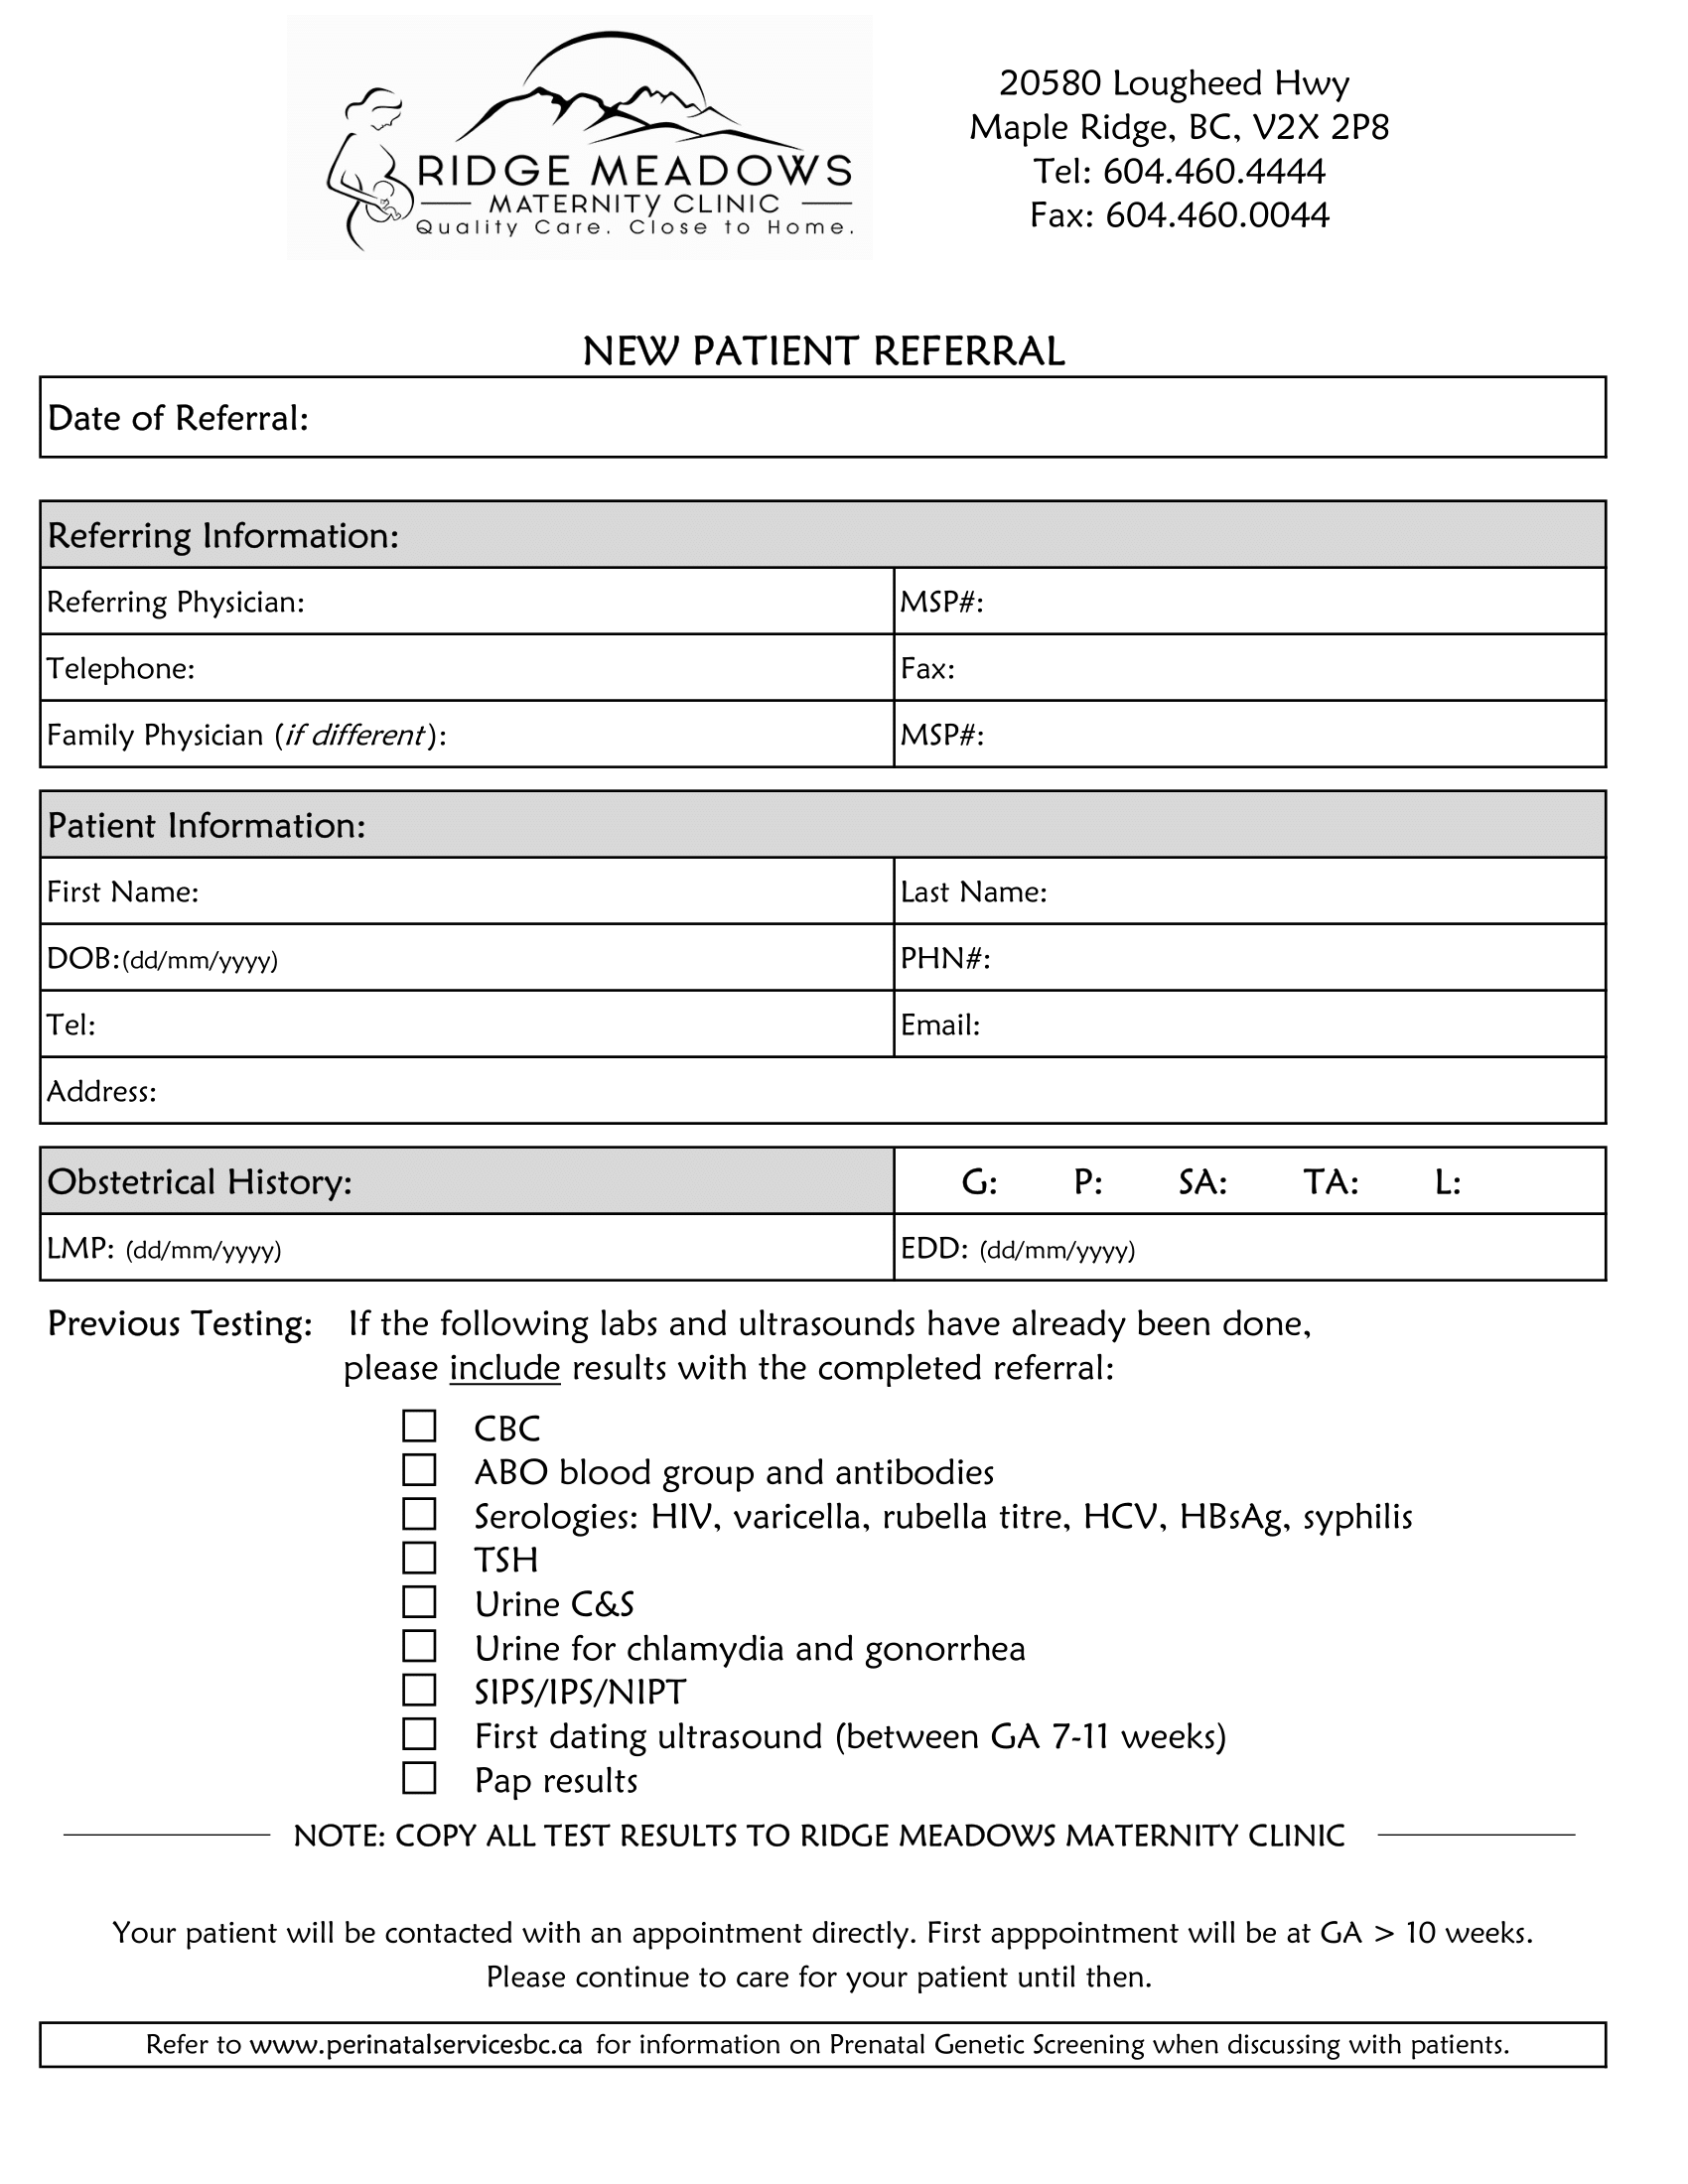 RIDGE MEADOWS
MATERNITY CLINIC
Quality Care. Close to Home.
20580 Lougheed Hwy
Maple Ridge, BC, V2X 2P8
Tel: 604.460.4444
Fax: 604.460.0044
NEW PATIENT REFERRAL
Date of Referral:
Referring Information:
Referring Physician: MSP#:
Telephone: Fax:
Family Physician (if different): MSP#:
Patient Information:
First Name: Last Name:
DOB:(dd/mm/yyyy) PHN#:
Tel: Email:
Address:
Obstetrical History: G: P: SA: TA: L:
LMP: (dd/mm/yyyy) EDD: (dd/mm/yyyy)
Previous Testing: If the following labs and ultrasounds have already been done,
please include results with the completed referral:
CBC
ABO blood group and antibodies
Serologies: HIV, varicella, rubella titre, HCV, HBsAg, syphilis
TSH
Urine C&S
Urine for chlamydia and gonorrhea
SIPS/IPS/NIPT
First dating ultrasound (between GA 7-11 weeks)
Pap results
NOTE: COPY ALL TEST RESULTS TO RIDGE MEADOWS MATERNITY CLINIC
Your patient will be contacted with an appointment directly. First apppointment will be at GA > 10 weeks.
Please continue to care for your patient until then.
Refer to www.perinatalservicesbc.ca for information on Prenatal Genetic Screening when discussing with patients.